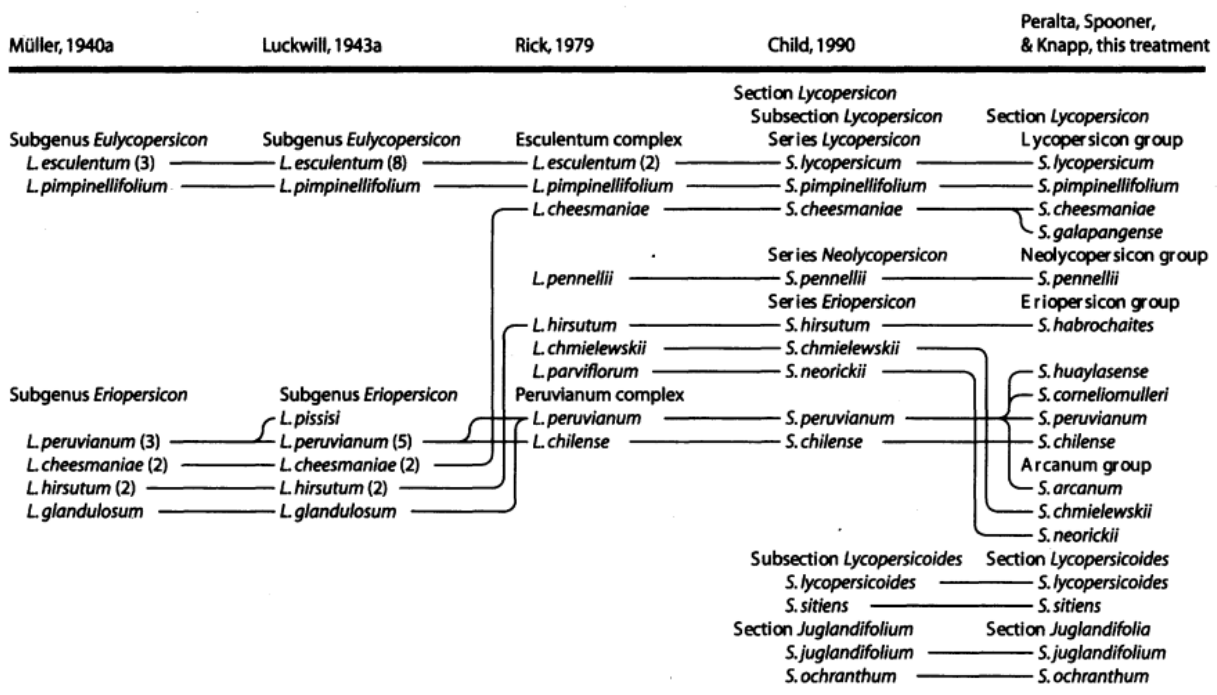 Müller, 1940a Luckwill, 1943a Rick, 1979 Child, 1990 Peralta, Spooner,
& Knapp, this treatment
Section Lycopersicon
Subsection Lycopersicon Section Lycopersicon
Subgenus Eulycopersicon Subgenus Eulycopersicon Esculentum complex Series Lycopersicon Lycopersicon group
L. esculentum (3) L. esculentum (8) L. esculentum (2) S. lycopersicum S. lycopersicum
L. pimpinellifolium L. pimpinellifolium L. pimpinellifolium S. pimpinellifolium S. pimpinellifolium
L. cheesmaniae S. cheesmaniae S. cheesmaniae
S. galapangense
Series Neolycopersicon Neolycopersicon group
L. pennellii S. pennellii S. pennellii
Series Eriopersicon Eriopersicon group
L. hirsutum S. hirsutum S. habrochaites
L. chmielewskii S. chmielewskii
L. parviflorum S. neorickii S. huaylasense
Subgenus Eriopersicon Subgenus Eriopersicon Peruvianum complex S. corneliomulleri
L. pissisi L. peruvianum S. peruvianum S. peruvianum
L. peruvianum (3) L. peruvianum (5) L. chilense S. chilense S. chilense
L. cheesmaniae (2) L. cheesmaniae (2) Arcanum group
L. hirsutum (2) L. hirsutum (2) S. arcanum
L. glandulosum L. glandulosum S. chmielewskii
S. neorickii
Subsection Lycopersicoides Section Lycopersicoides
S. lycopersicoides S. lycopersicoides
S. sitiens S. sitiens
Section Juglandifolium Section Juglandifolia
S. juglandifolium S. juglandifolium
S. ochranthum S. ochranthum